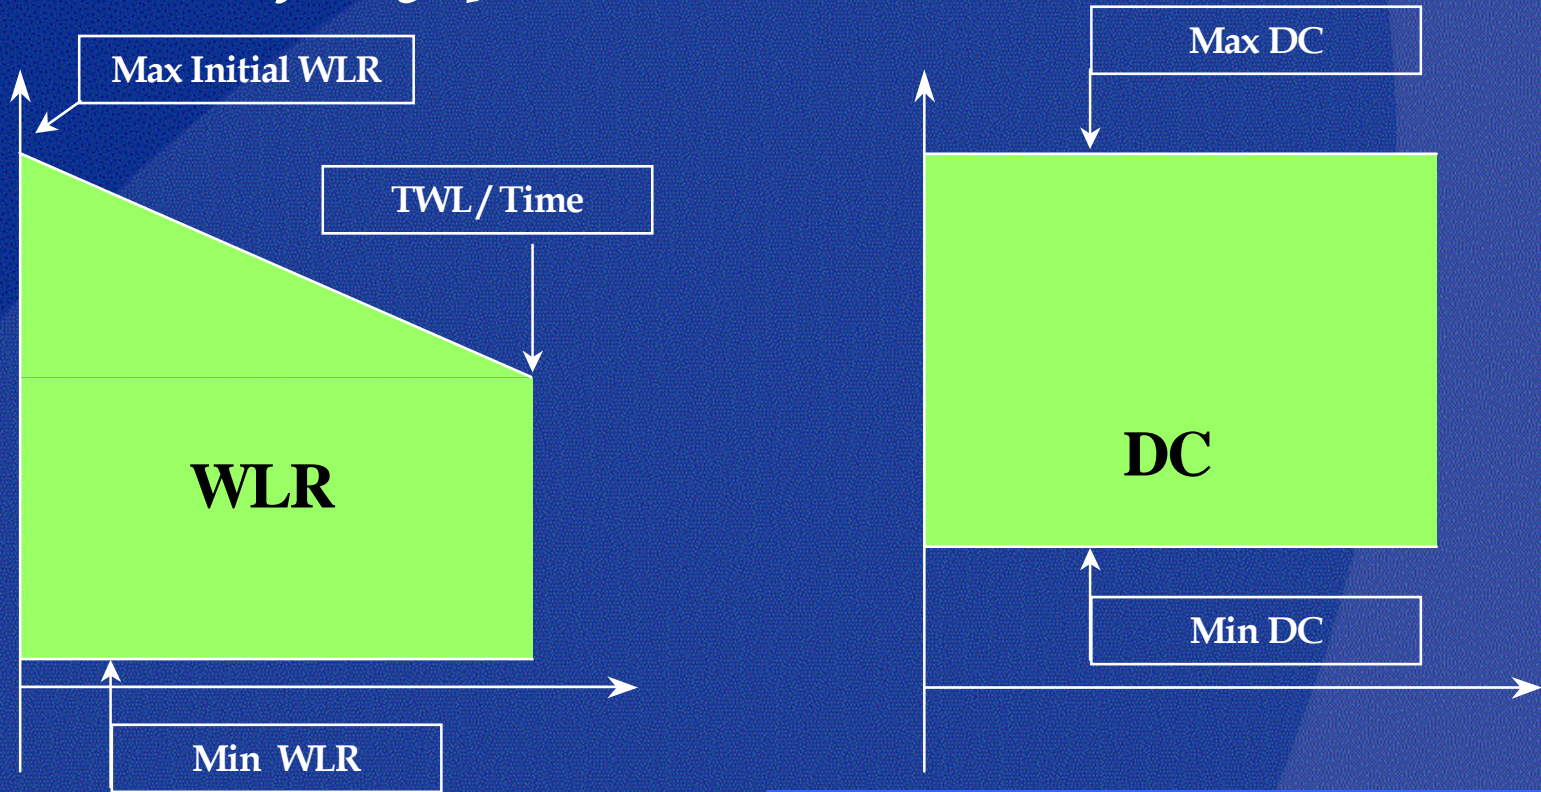 Max Initial WLR
TWL / Time
WLR
Min WLR
Max DC
DC
Min DC